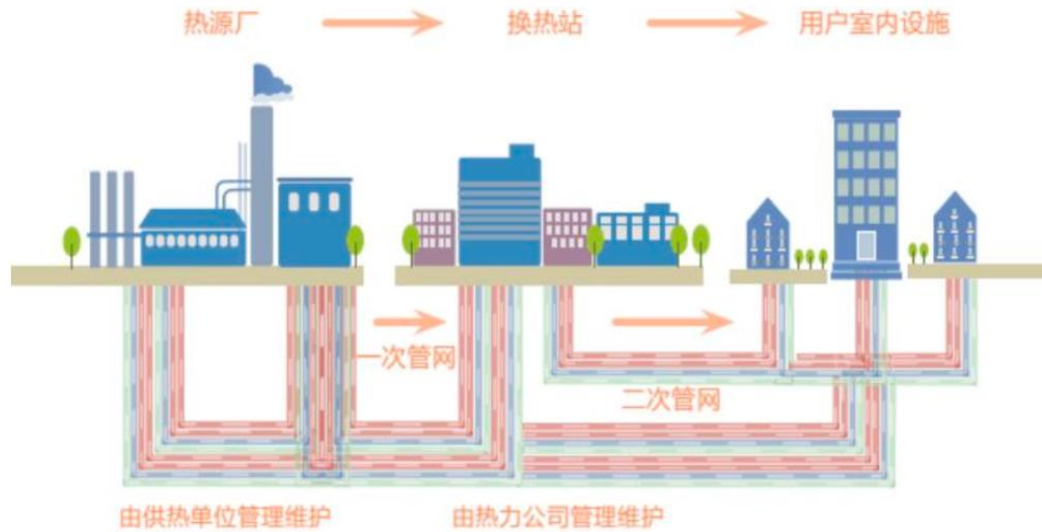 热源厂
换热站
用户室内设施
一次管网
二次管网
由供热单位管理维护
由热力公司管理维护